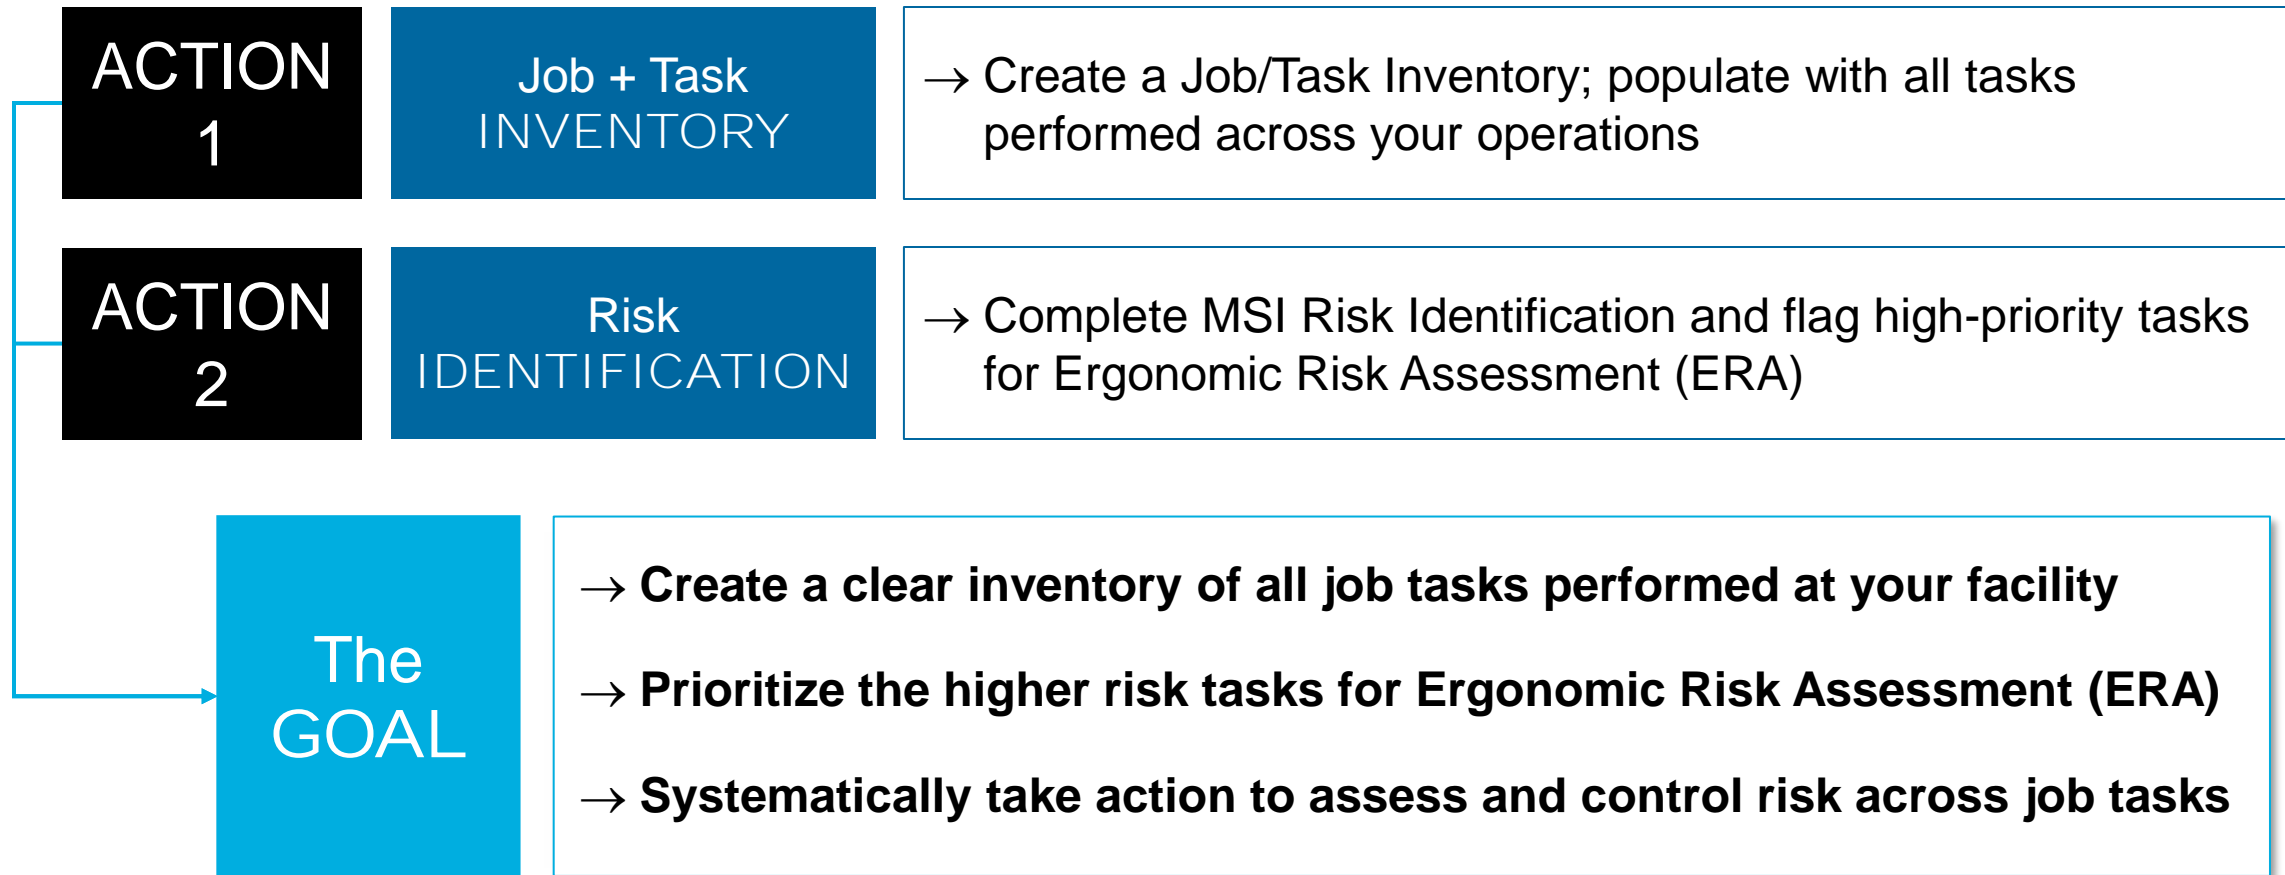 ACTION
1
Job + Task
INVENTORY
→ Create a Job/Task Inventory; populate with all tasks
performed across your operations
ACTION
2
Risk
IDENTIFICATION
→ Complete MSI Risk Identification and flag high-priority tasks
for Ergonomic Risk Assessment (ERA)
The
GOAL
→ Create a clear inventory of all job tasks performed at your facility
→ Prioritize the higher risk tasks for Ergonomic Risk Assessment (ERA)
→ Systematically take action to assess and control risk across job tasks